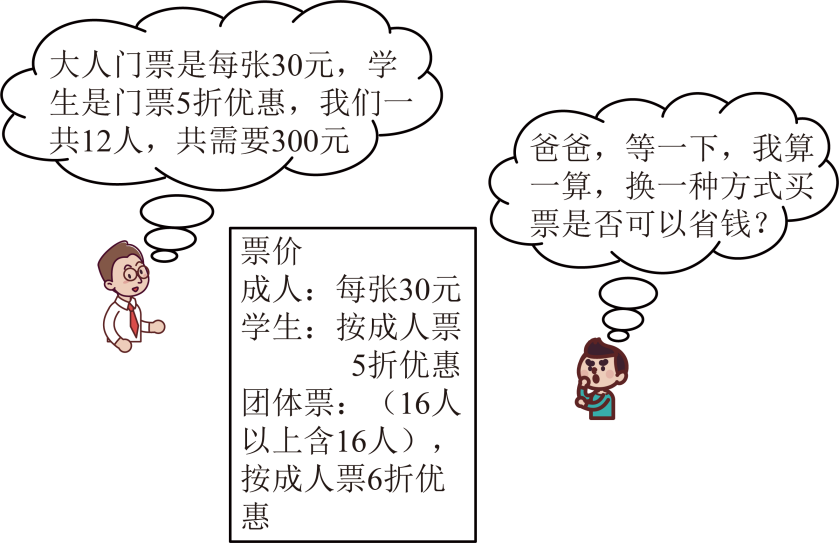 大人门票是每张30元，学
生是门票5折优惠，我们一
共12人，共需要300元
爸爸，等一下，我算
一算，换一种方式买
票是否可以省钱？
票价
成人：每张30元
学生：按成人票
5折优惠
团体票：（16人
以上含16人），
按成人票6折优
惠